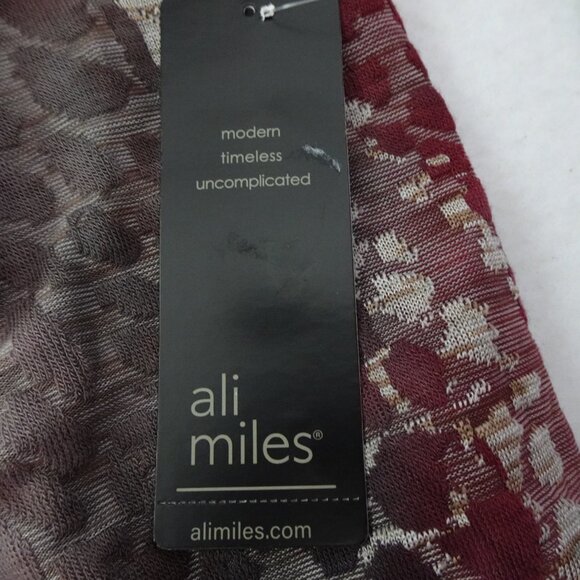 modern
timeless
uncomplicated
ali
miles®
alimiles.com